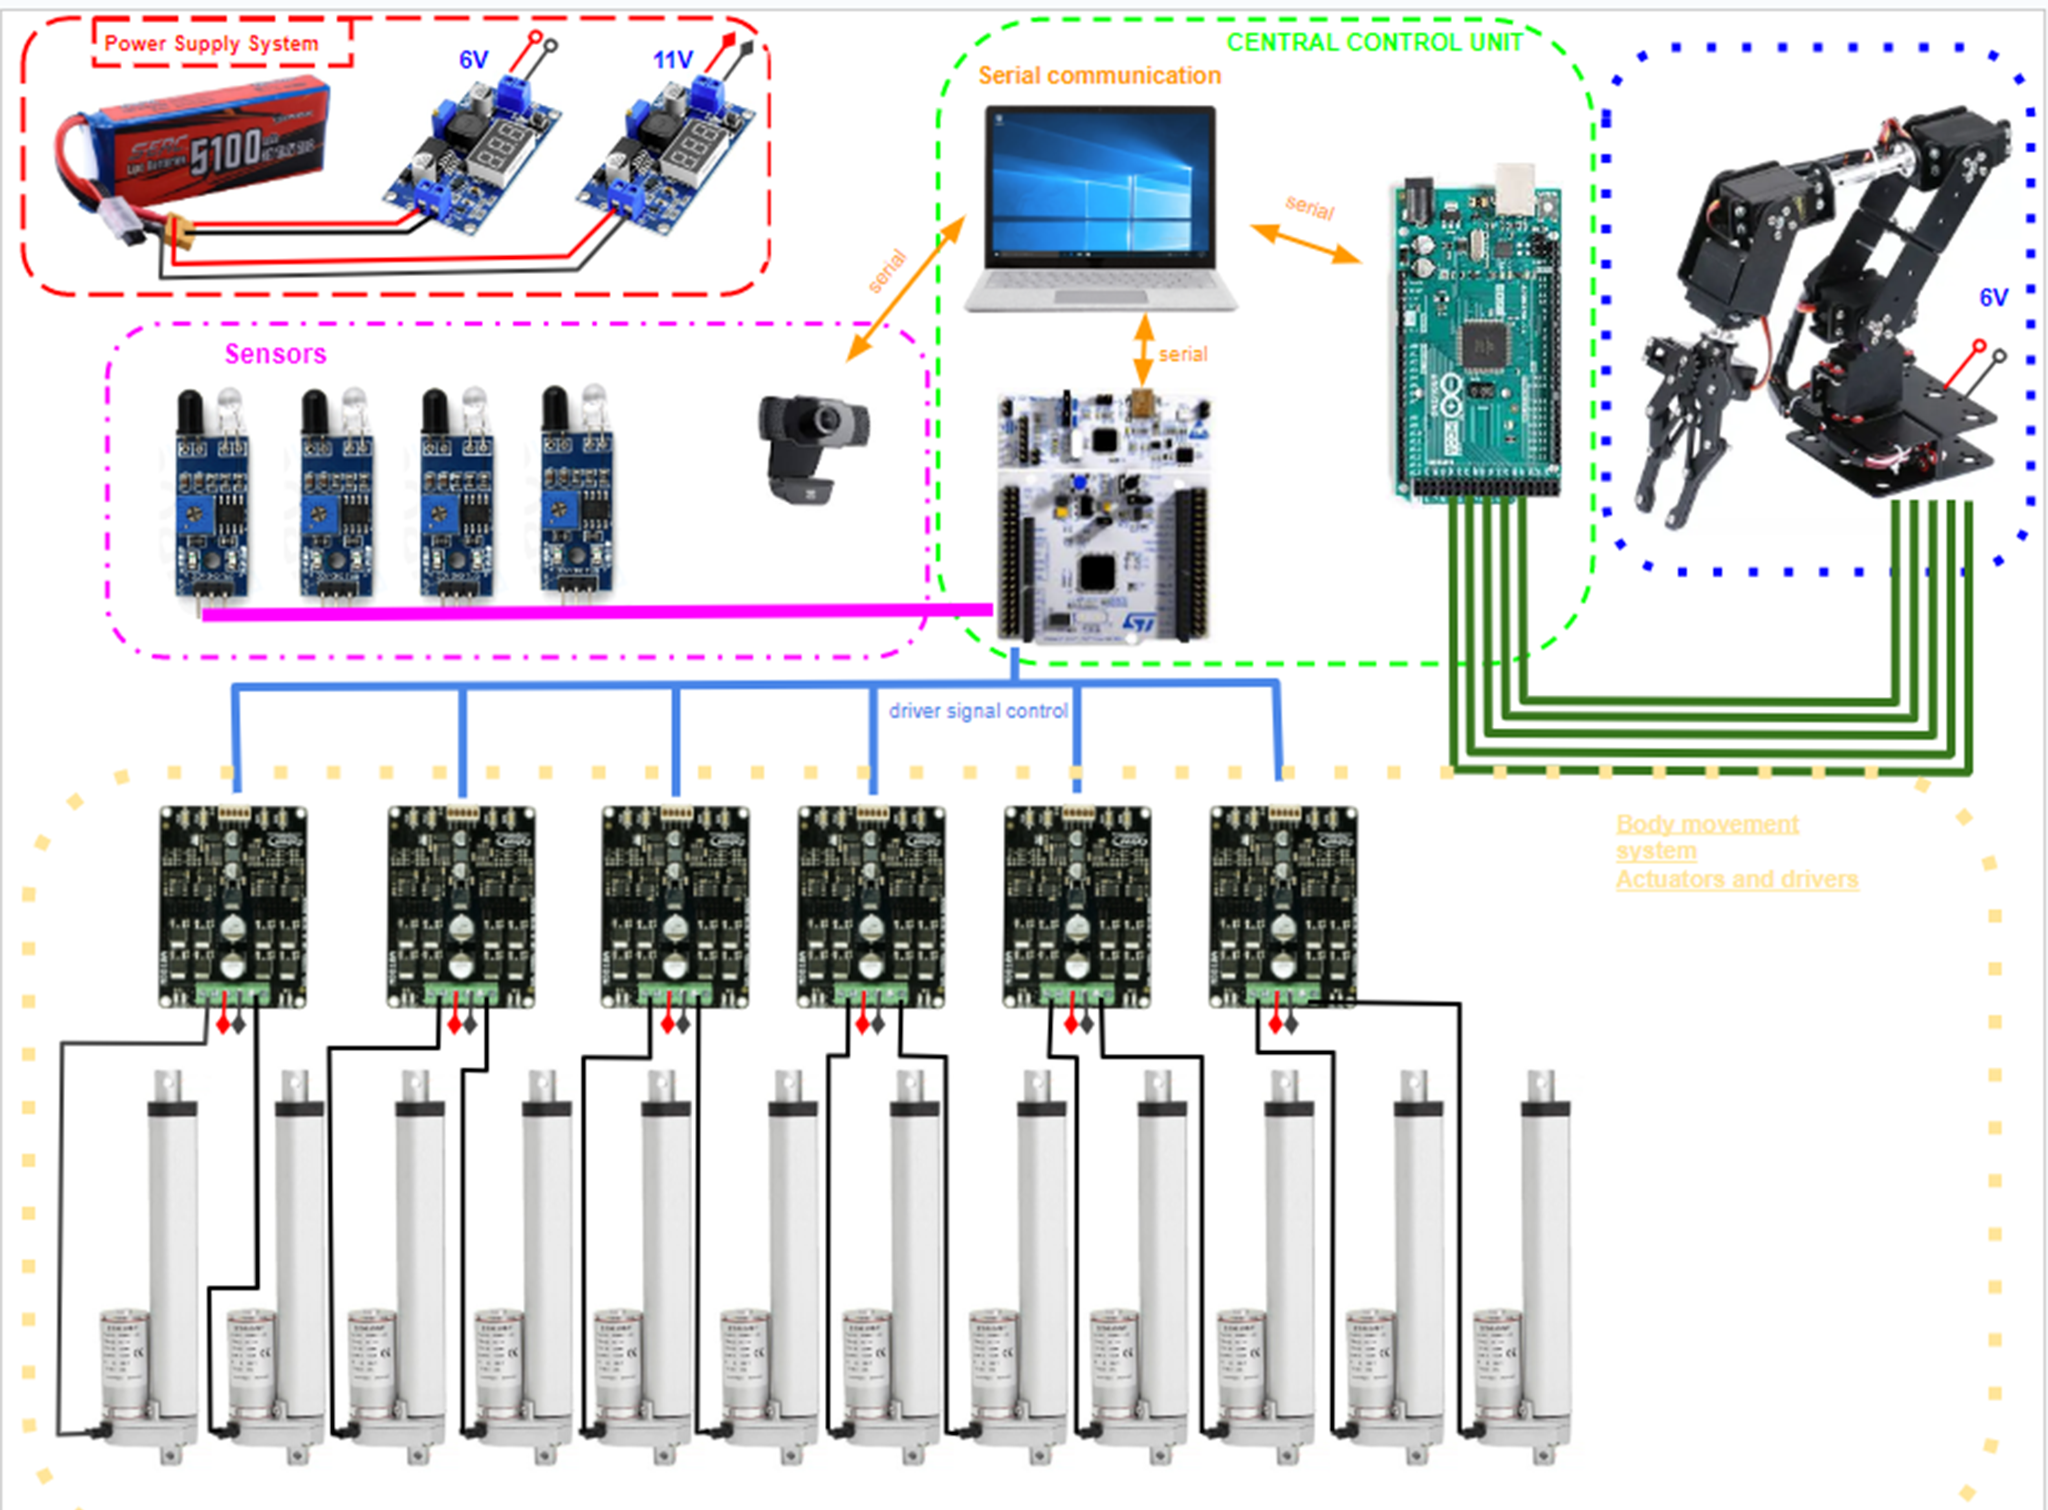 Power Supply System
6V
11V
5100
CENTRAL CONTROL UNIT
Serial communication
serial
serial
serial
6V
Sensors
driver signal control
Body movement
system
Actuators and drivers